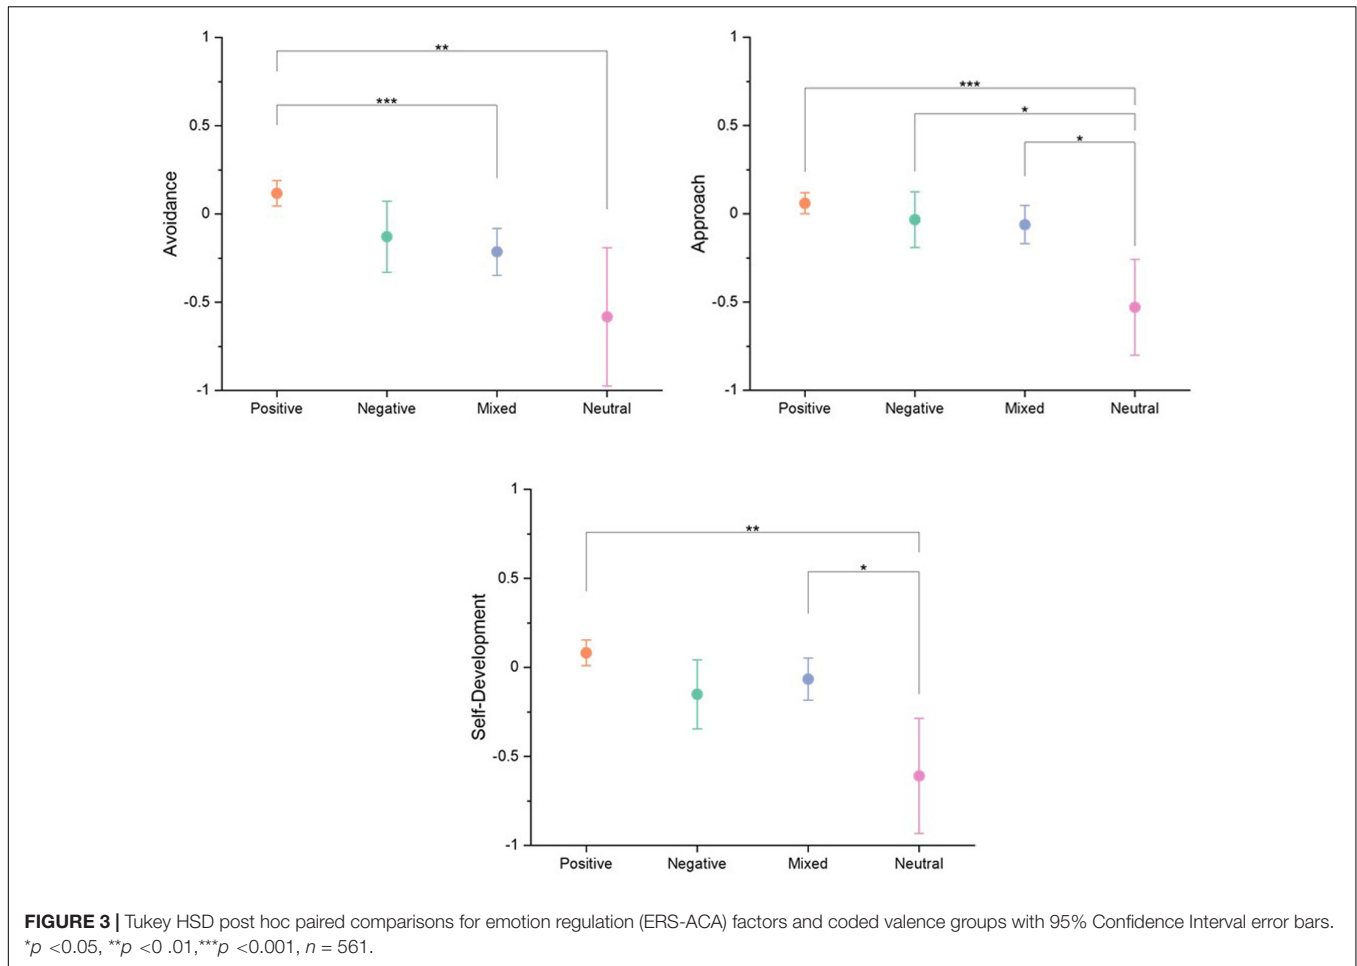 1
0.5
0
-0.5
-1
Avoidance
**
***
Positive Negative Mixed Neutral
1
0.5
0
-0.5
-1
Approach
***
*
*
Positive Negative Mixed Neutral
1
0.5
0
-0.5
-1
Self-Development
**
*
Positive Negative Mixed Neutral
FIGURE 3 | Tukey HSD post hoc paired comparisons for emotion regulation (ERS-ACA) factors and coded valence groups with 95% Confidence Interval error bars.
*p <0.05, **p <0 .01,***p <0.001, n = 561.